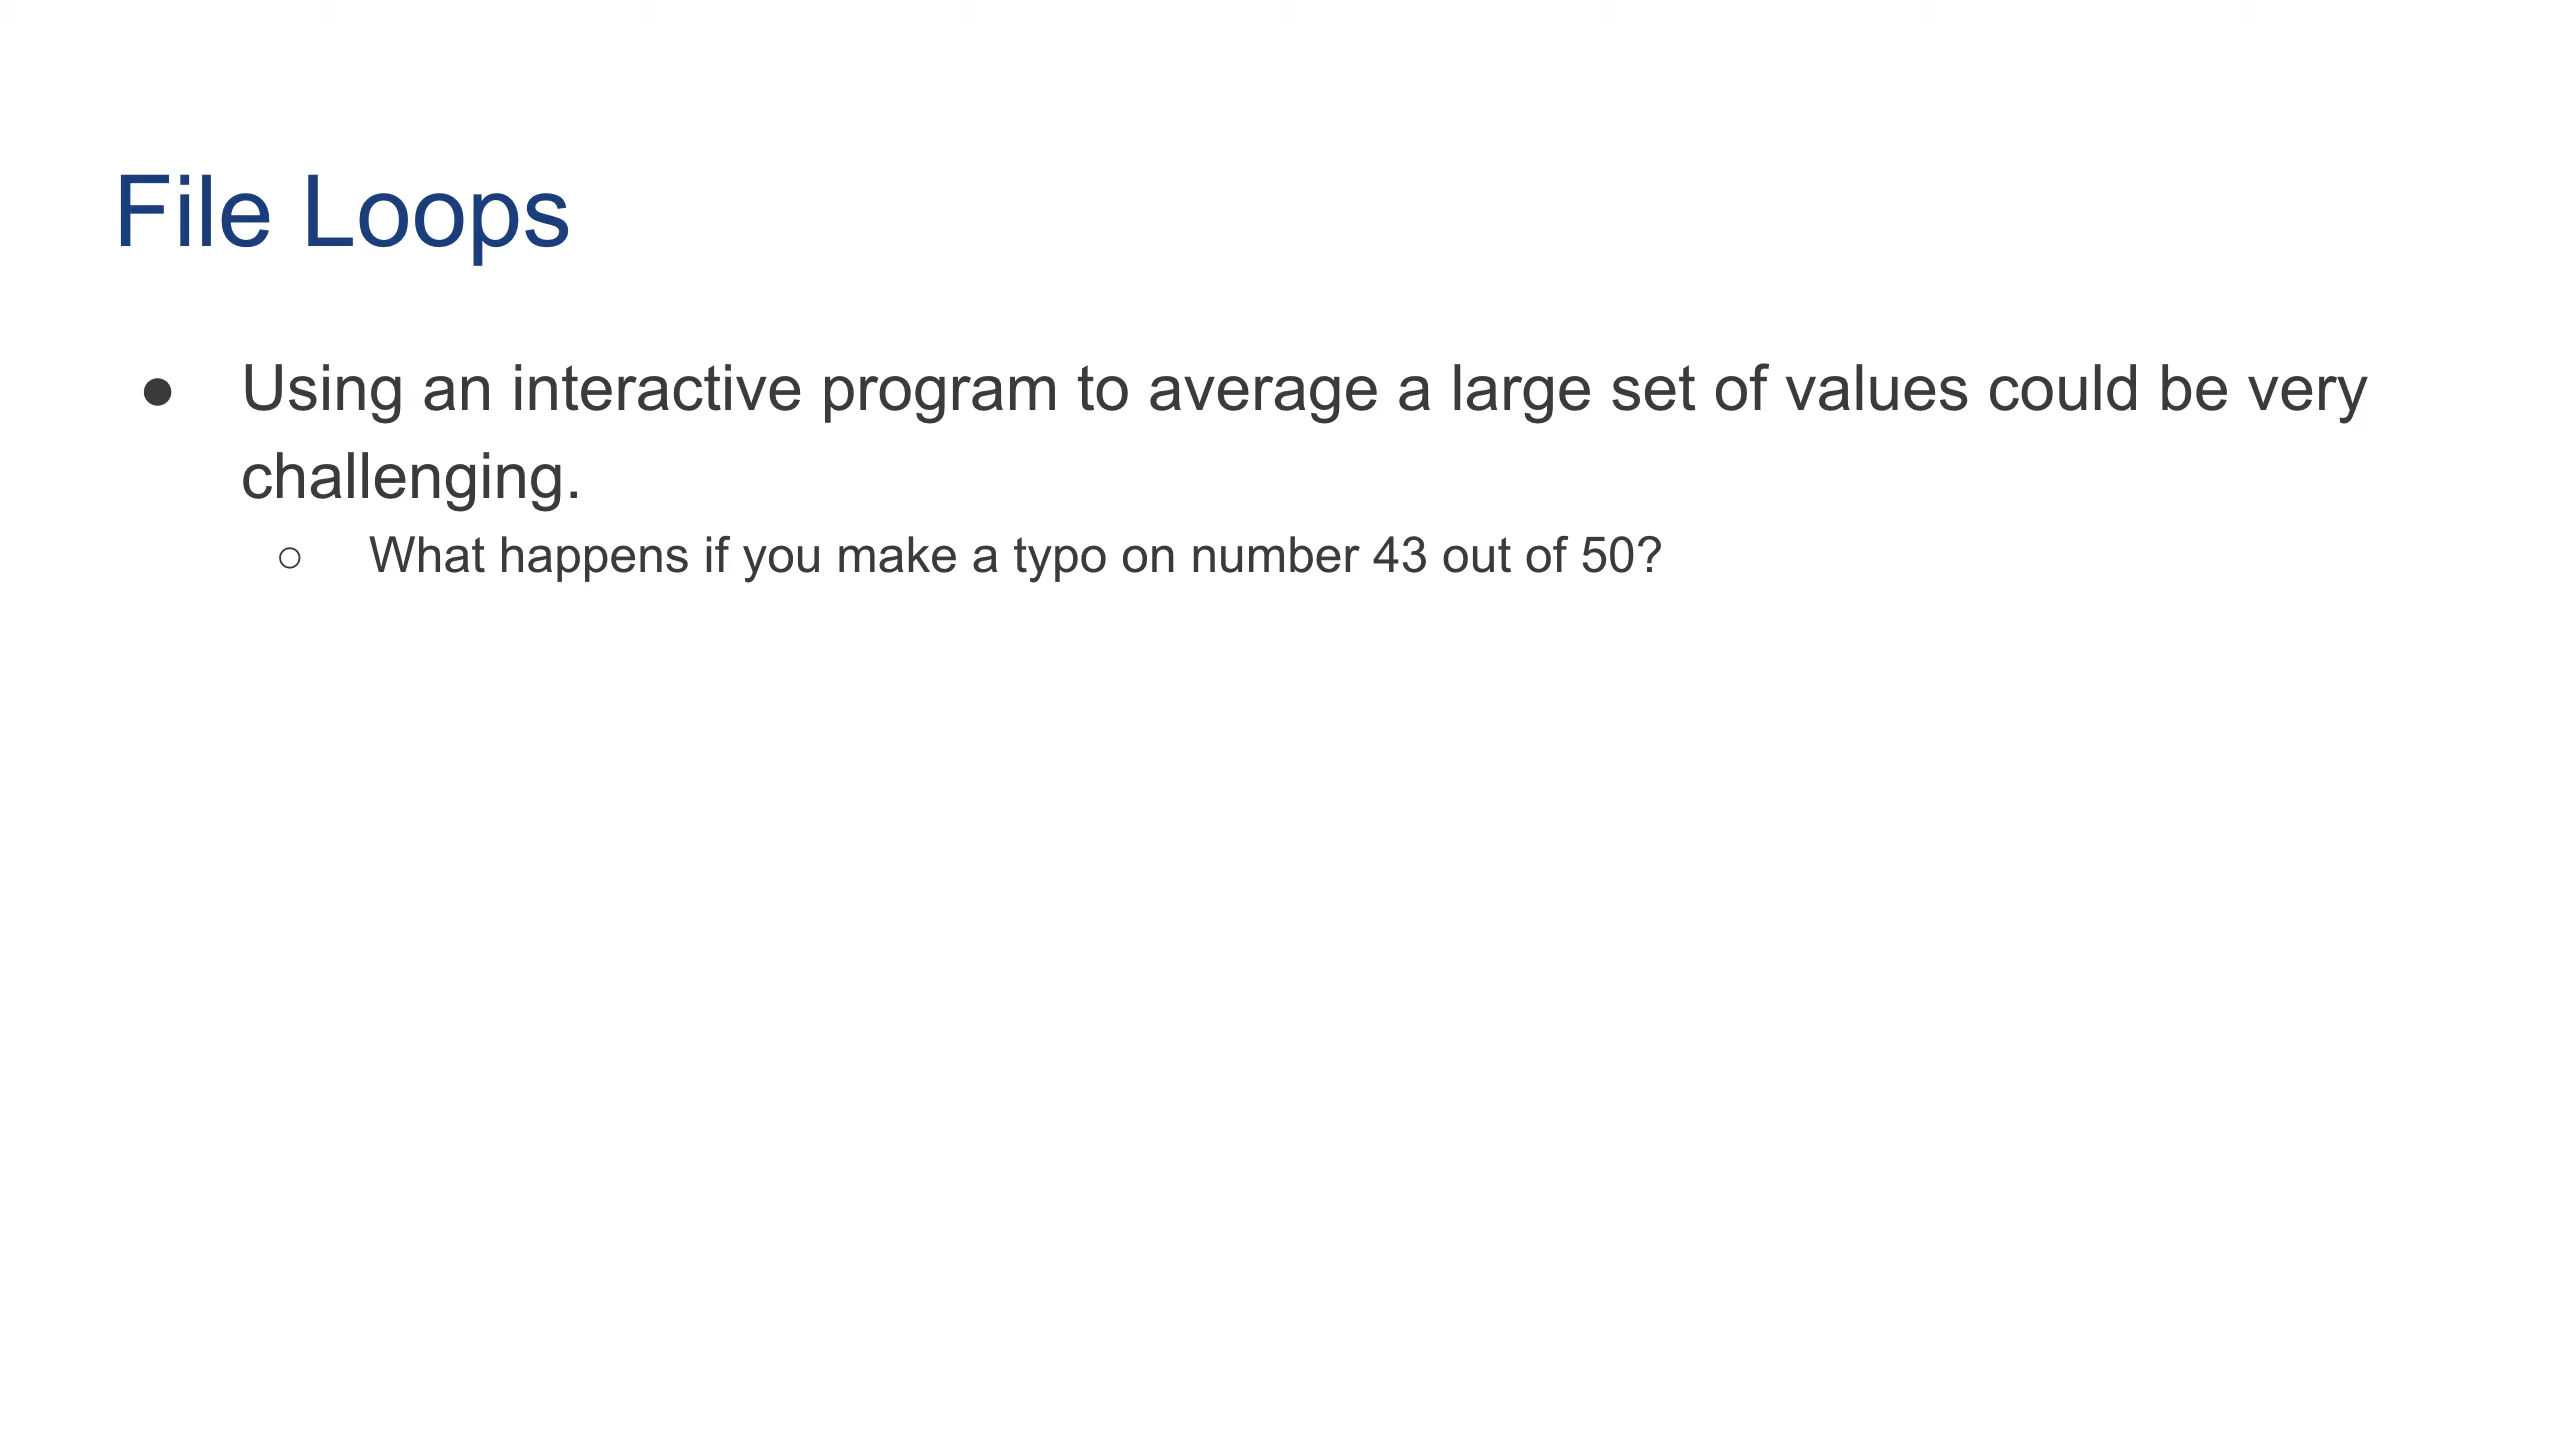 File Loops
● Using an interactive program to average a large set of values could be very
challenging.
○ What happens if you make a typo on number 43 out of 50?